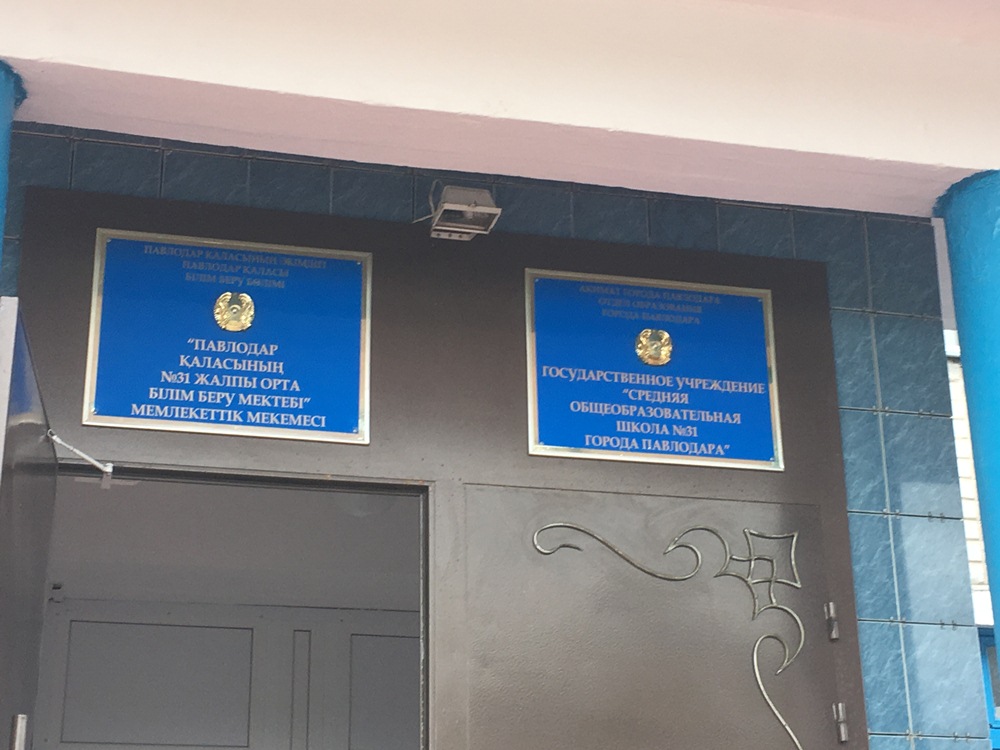 ПАВЛОДАР ҚАЛАСЫНЫҢ ӘКІМДІГІ
ПАВЛОДАР ҚАЛАСЫ
БІЛІМ БЕРУ БӨЛІМІ
"ПАВЛОДАР
ҚАЛАСЫНЫҢ
№31 ЖАЛПЫ ОРТА
БІЛІМ БЕРУ МЕКТЕБІ"
МЕМЛЕКЕТТІК МЕКЕМЕСІ
АКИМАТ ГОРОДА ПАВЛОДАРА
ОТДЕЛ ОБРАЗОВАНИЯ
ГОРОДА ПАВЛОДАРА
ГОСУДАРСТВЕННОЕ УЧРЕЖДЕНИЕ
"СРЕДНЯЯ
ОБЩЕОБРАЗОВАТЕЛЬНАЯ
ШКОЛА №31
ГОРОДА ПАВЛОДАРА"